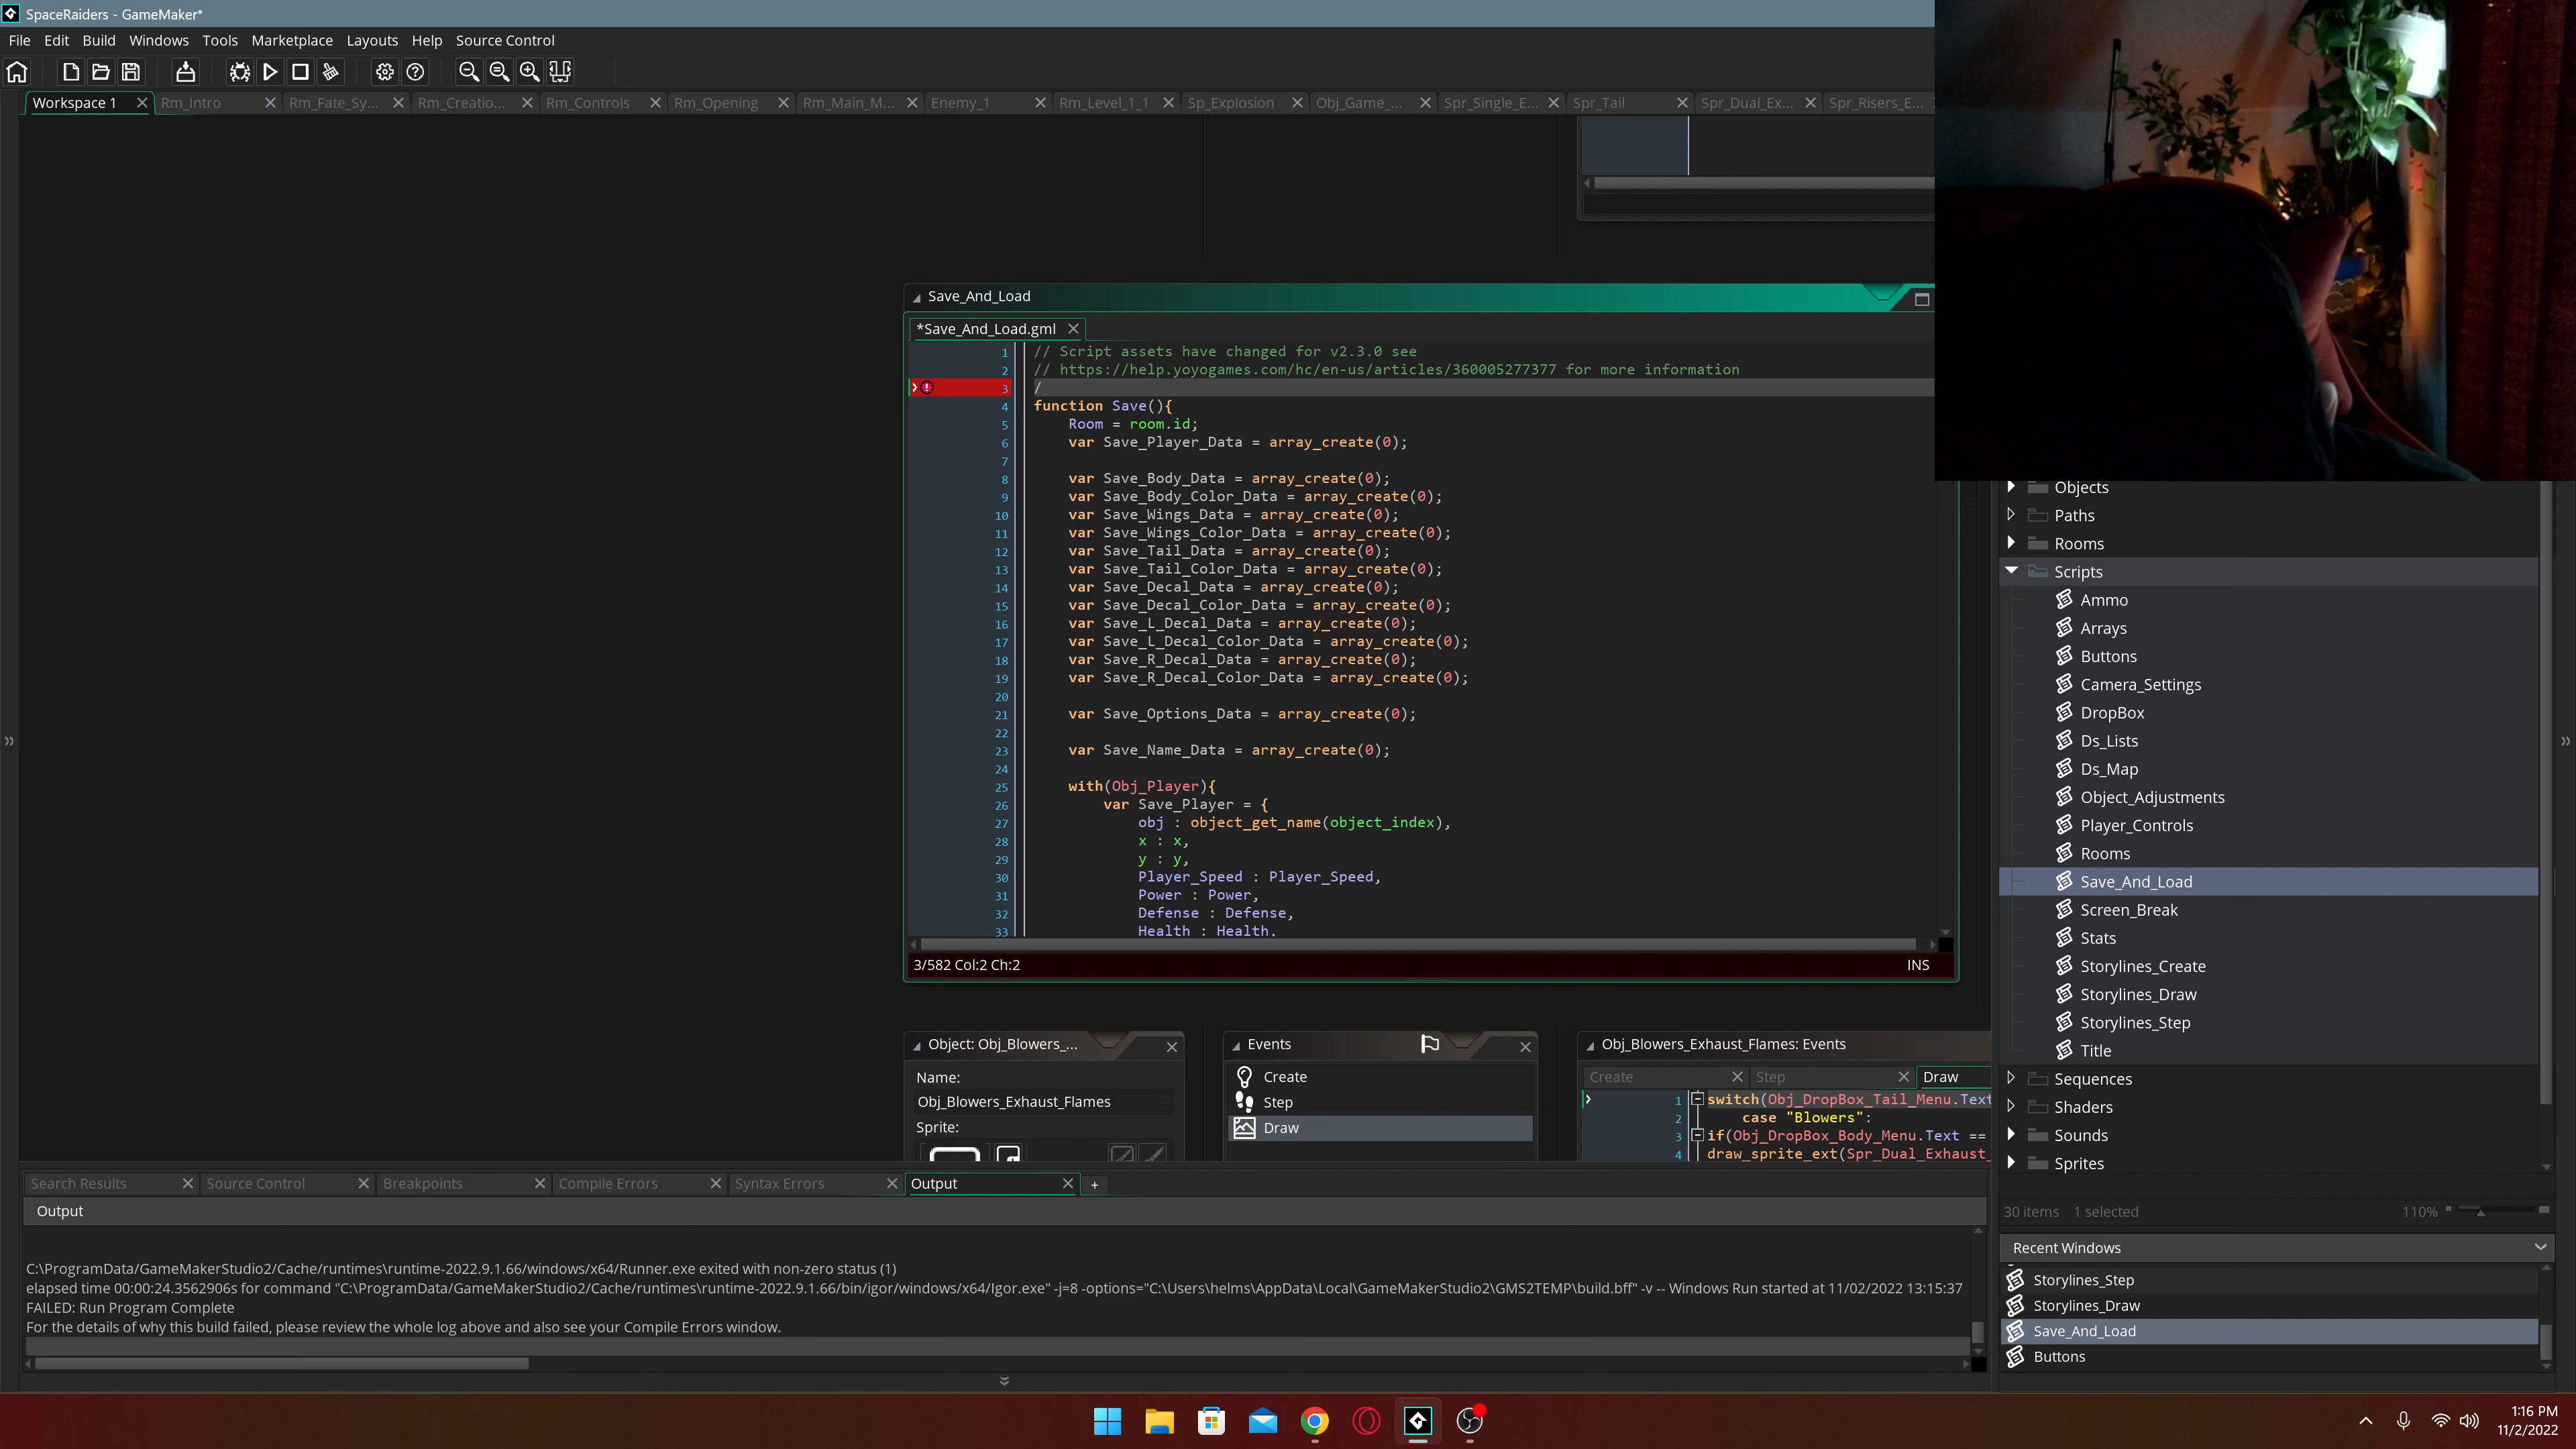 SpaceRaiders - GameMaker*
File Edit Build Windows Tools Marketplace Layouts Help Source Control
Workspace 1 Rm_Intro Rm_Fate_Sy... Rm_Creatio... Rm_Controls Rm_Opening Rm_Main_M... Enemy_1 Rm_Level_1_1 Sp_Explosion Obj_Game_... Spr_Single_E... Spr_Tail Spr_Dual_Ex... Spr_Risers_E...
Save_And_Load
*Save_And_Load.gml
1 // Script assets have changed for v2.3.0 see
2 // https://help.yoyogames.com/hc/en-us/articles/360005277377 for more information
3 /
4 function Save(){
5 Room = room.id;
6 var Save_Player_Data = array_create(0);
7
8 var Save_Body_Data = array_create(0);
9 var Save_Body_Color_Data = array_create(0);
10 var Save_Wings_Data = array_create(0);
11 var Save_Wings_Color_Data = array_create(0);
12 var Save_Tail_Data = array_create(0);
13 var Save_Tail_Color_Data = array_create(0);
14 var Save_Decal_Data = array_create(0);
15 var Save_Decal_Color_Data = array_create(0);
16 var Save_L_Decal_Data = array_create(0);
17 var Save_L_Decal_Color_Data = array_create(0);
18 var Save_R_Decal_Data = array_create(0);
19 var Save_R_Decal_Color_Data = array_create(0);
20
21 var Save_Options_Data = array_create(0);
22
23 var Save_Name_Data = array_create(0);
24
25 with(Obj_Player){
26 var Save_Player = {
27 obj : object_get_name(object_index),
28 x : x,
29 y : y,
30 Player_Speed : Player_Speed,
31 Power : Power,
32 Defense : Defense,
33 Health : Health,
3/582 Col:2 Ch:2 INS
Object: Obj_Blowers_...
Name:
Obj_Blowers_Exhaust_Flames
Sprite:
Events
Create
Step
Draw
Obj_Blowers_Exhaust_Flames: Events
Create Step Draw
1 switch(Obj_DropBox_Tail_Menu.Text
2 case "Blowers":
3 if(Obj_DropBox_Body_Menu.Text ==
4 draw_sprite_ext(Spr_Dual_Exhaust_
Objects
Paths
Rooms
Scripts
Ammo
Arrays
Buttons
Camera_Settings
DropBox
Ds_Lists
Ds_Map
Object_Adjustments
Player_Controls
Rooms
Save_And_Load
Screen_Break
Stats
Storylines_Create
Storylines_Draw
Storylines_Step
Title
Sequences
Shaders
Sounds
Sprites
30 items 1 selected 110%
Recent Windows
Storylines_Step
Storylines_Draw
Save_And_Load
Buttons
Search Results Source Control Breakpoints Compile Errors Syntax Errors Output +
Output
C:\ProgramData/GameMakerStudio2/Cache/runtimes\runtime-2022.9.1.66/windows/x64/Runner.exe exited with non-zero status (1)
elapsed time 00:00:24.3562906s for command "C:\ProgramData/GameMakerStudio2/Cache/runtimes\runtime-2022.9.1.66/bin/igor/windows/x64/Igor.exe" -j=8 -options="C:\Users\helms\AppData\Local\GameMakerStudio2\GMS2TEMP\build.bff" -v -- Windows Run started at 11/02/2022 13:15:37
FAILED: Run Program Complete
For the details of why this build failed, please review the whole log above and also see your Compile Errors window.
1:16 PM
11/2/2022